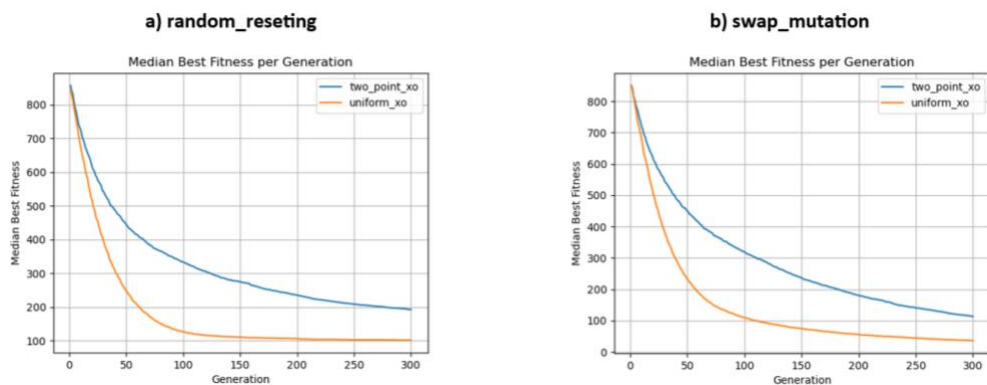 a) random_reseting
b) swap_mutation
Median Best Fitness per Generation
two_point_xo
uniform_xo
800
700
600
500
400
300
200
100
Median Best Fitness
0
50
100
150
200
250
300
Generation
Median Best Fitness per Generation
two_point_xo
uniform_xo
800
700
600
500
400
300
200
100
0
Median Best Fitness
0
50
100
150
200
250
300
Generation